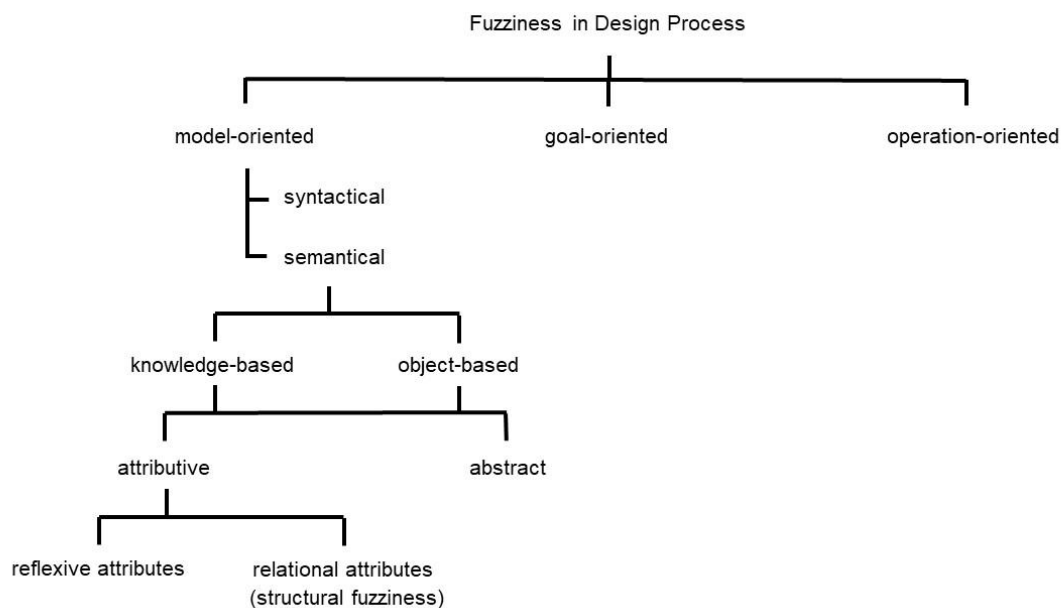 Fuzziness in Design Process
model-oriented
goal-oriented
operation-oriented
syntactical
semantical
knowledge-based
object-based
attributive
abstract
reflexive attributes
relational attributes
(structural fuzziness)